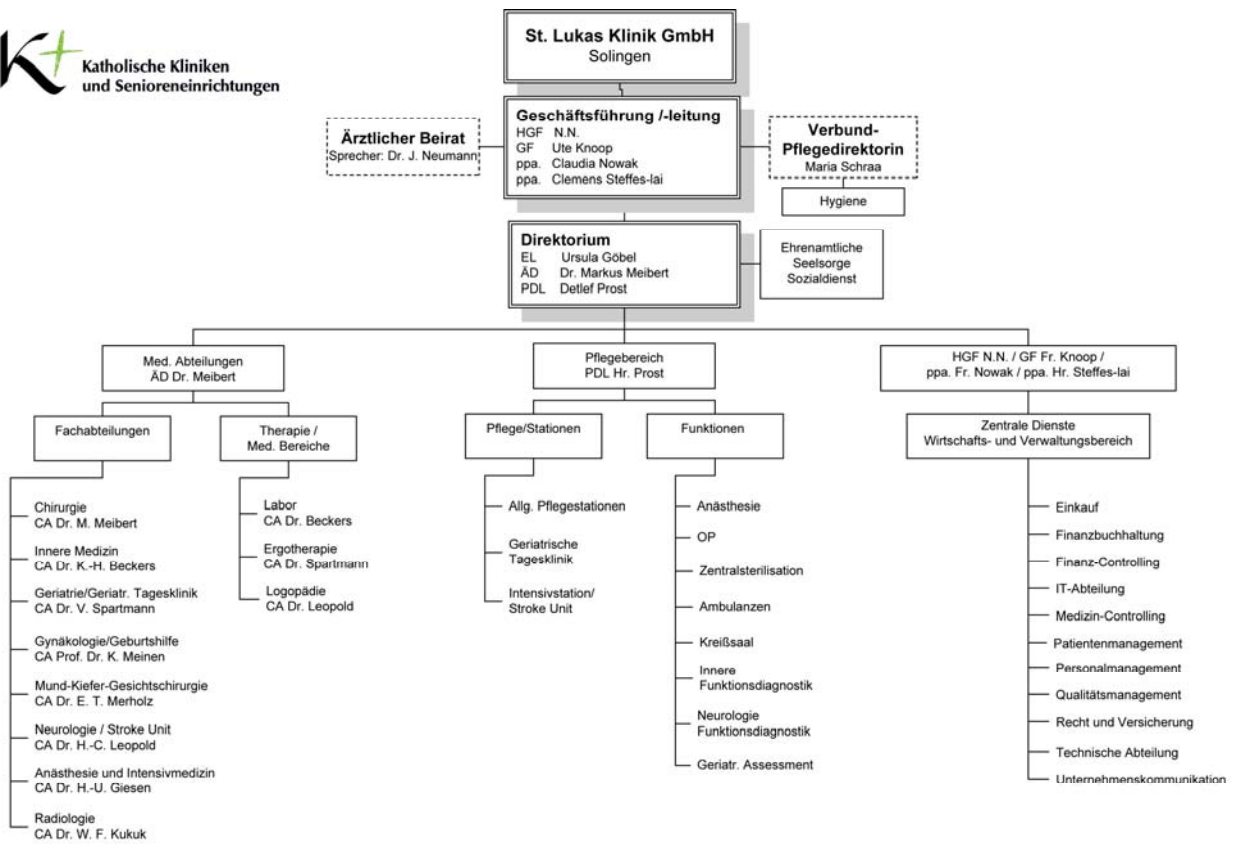 K+
Katholische Kliniken
und Senioreneinrichtungen
St. Lukas Klinik GmbH
Solingen
Geschäftsführung /-leitung
HGF N.N.
GF Ute Knoop
ppa. Claudia Nowak
ppa. Clemens Steffes-lai
Ärztlicher Beirat
Sprecher: Dr. J. Neumann
Verbund-
Pflegedirektorin
Maria Schraa
Hygiene
Direktorium
EL Ursula Göbel
ÄD Dr. Markus Meibert
PDL Detlef Prost
Ehrenamtliche
Seelsorge
Sozialdienst
Med. Abteilungen
ÄD Dr. Meibert
Pflegebereich
PDL Hr. Prost
HGF N.N. / GF Fr. Knoop /
ppa. Fr. Nowak / ppa. Hr. Steffes-lai
Fachabteilungen
Therapie /
Med. Bereiche
Pflege/Stationen
Funktionen
Zentrale Dienste
Wirtschafts- und Verwaltungsbereich
Chirurgie
CA Dr. M. Meibert
Innere Medizin
CA Dr. K.-H. Beckers
Geriatrie/Geriatr. Tagesklinik
CA Dr. V. Spartmann
Gynäkologie/Geburtshilfe
CA Prof. Dr. K. Meinen
Mund-Kiefer-Gesichtschirurgie
CA Dr. E. T. Merholz
Neurologie / Stroke Unit
CA Dr. H.-C. Leopold
Anästhesie und Intensivmedizin
CA Dr. H.-U. Giesen
Radiologie
CA Dr. W. F. Kukuk
Labor
CA Dr. Beckers
Ergotherapie
CA Dr. Spartmann
Logopädie
CA Dr. Leopold
Allg. Pflegestationen
Geriatrische
Tagesklinik
Intensivstation/
Stroke Unit
Anästhesie
OP
Zentralsterilisation
Ambulanzen
Kreißsaal
Innere
Funktionsdiagnostik
Neurologie
Funktionsdiagnostik
Geriatr. Assessment
Einkauf
Finanzbuchhaltung
Finanz-Controlling
IT-Abteilung
Medizin-Controlling
Patientenmanagement
Personalmanagement
Qualitätsmanagement
Recht und Versicherung
Technische Abteilung
Unternehmenskommunikation